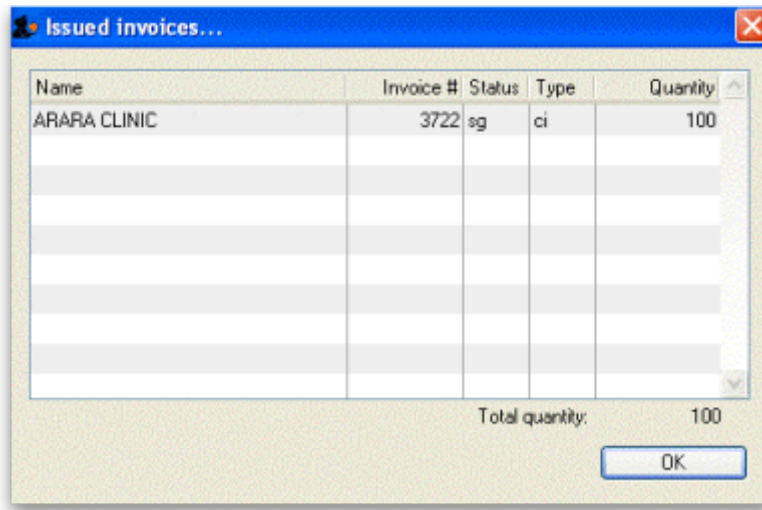 Issued invoices...
Name Invoice # Status Type Quantity
ARARA CLINIC 3722 sg ci 100
Total quantity: 100
OK